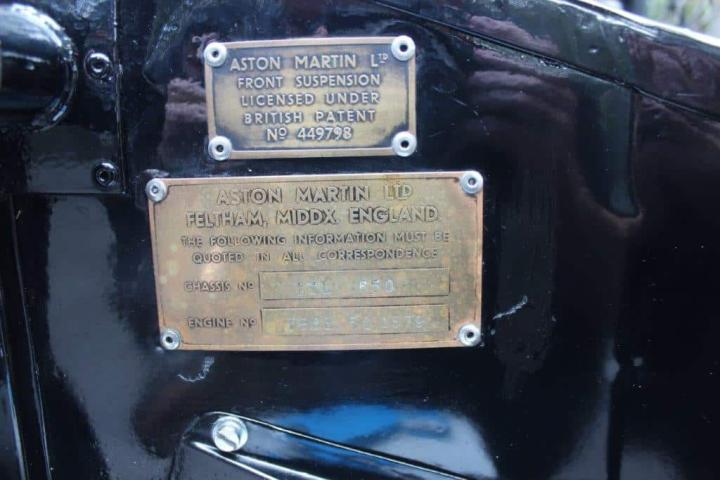 ASTON MARTIN LTD
FRONT SUSPENSION
LICENSED UNDER
BRITISH PATENT
No 449798
ASTON MARTIN LTD
FELTHAM, MIDDX. ENGLAND.
THE FOLLOWING INFORMATION MUST BE
QUOTED IN ALL CORRESPONDENCE
CHASSIS No
ENGINE No